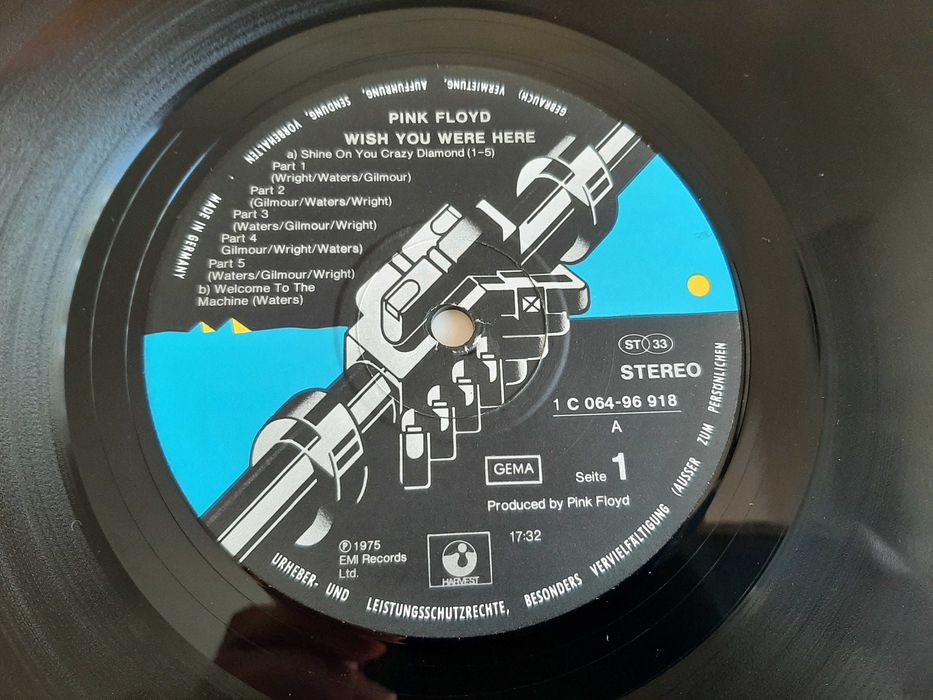 PINK FLOYD
WISH YOU WERE HERE
a) Shine On You Crazy Diamond (1-5)
Part 1
(Wright/Waters/Gilmour)
Part 2
(Gilmour/Waters/Wright)
Part 3
(Waters/Gilmour/Wright)
Part 4
Gilmour/Wright/Waters)
Part 5
(Waters/Gilmour/Wright)
b) Welcome To The
Machine (Waters)
ST 33
STEREO
1 C 064-96 918
A
GEMA
Seite 1
Produced by Pink Floyd
17:32
℗ 1975
EMI Records
Ltd.
HARVEST
MADE IN GERMANY
URHEBER- UND LEISTUNGSSCHUTZRECHTE, BESONDERS VERVIELFÄLTIGUNG (AUSSER ZUM PERSÖNLICHEN GEBRAUCH) VERMIETUNG, AUFFÜHRUNG, SENDUNG, VORBEHALTEN